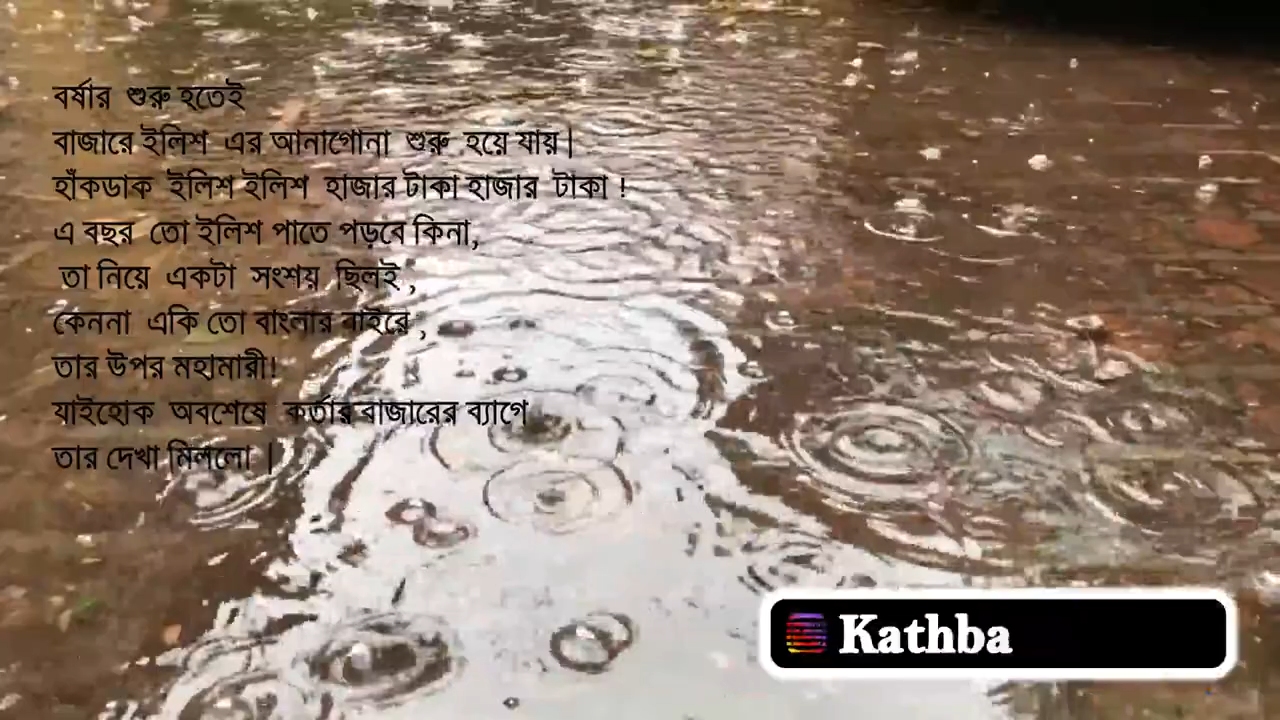 বর্ষার শুরু হতেই
বাজারে ইলিশ এর আনাগোনা শুরু হয়ে যায় |
হাঁকডাক ইলিশ ইলিশ হাজার টাকা হাজার টাকা !
এ বছর তো ইলিশ পাতে পড়বে কিনা,
তা নিয়ে একটা সংশয় ছিলই ,
কেননা একি তো বাংলার বাইরে ,
তার উপর মহামারী!
যাইহোক অবশেষে কর্তার বাজারের ব্যাগে
তার দেখা মিললো |
Kathba